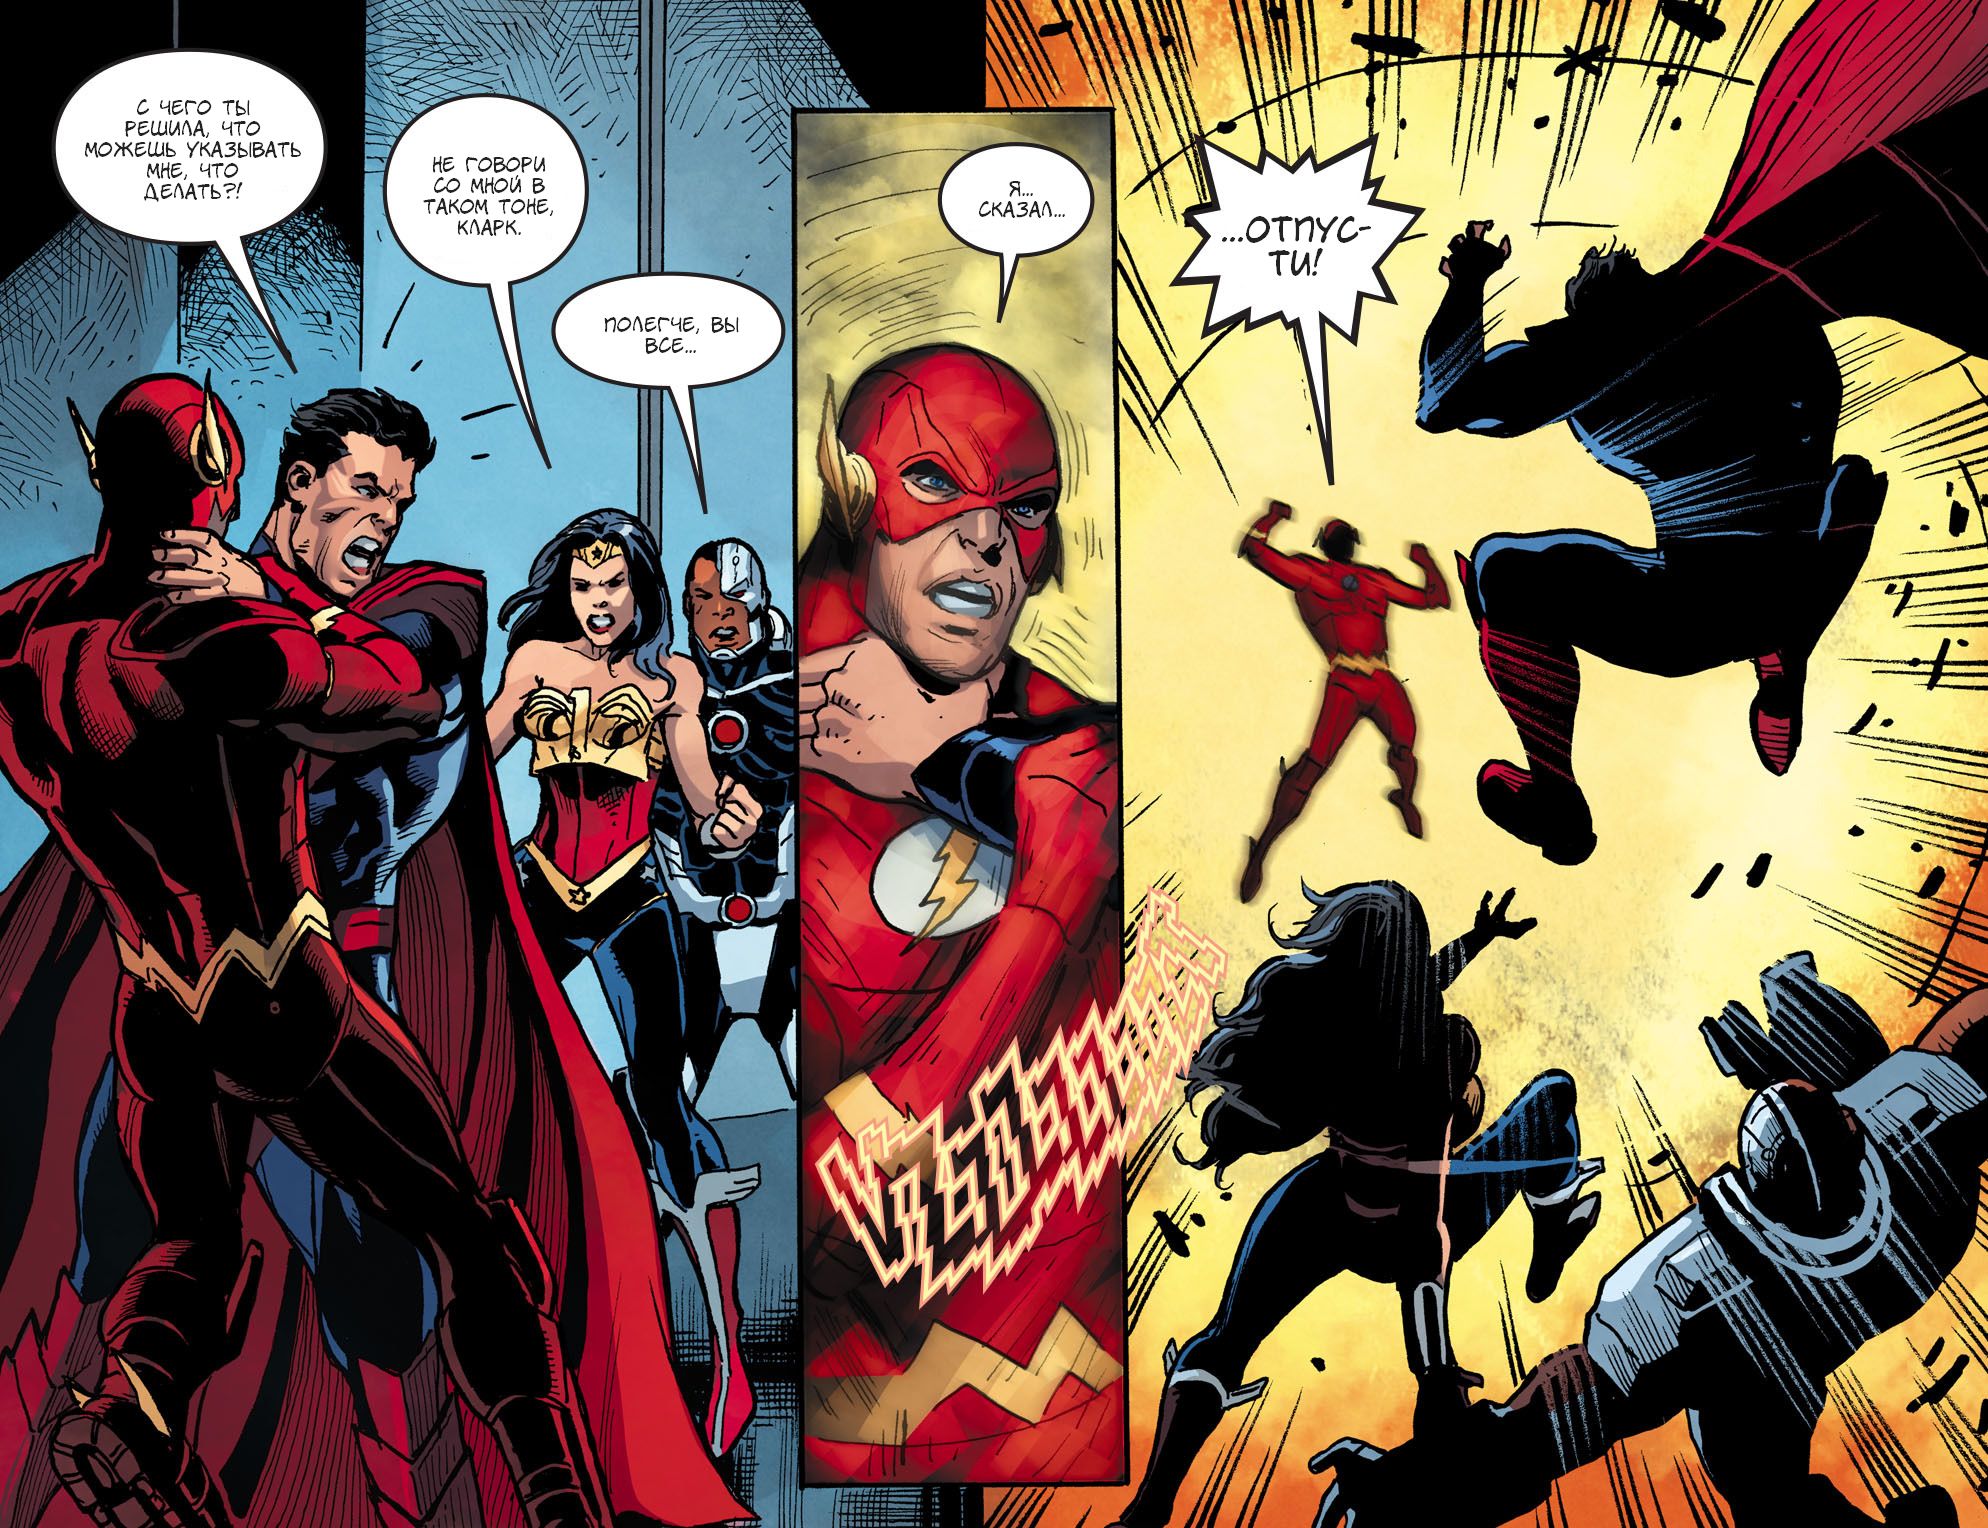 С ЧЕГО ТЫ
РЕШИЛА, ЧТО
МОЖЕШЬ УКАЗЫВАТЬ
МНЕ, ЧТО
ДЕЛАТЬ?!
НЕ ГОВОРИ
СО МНОЙ В
ТАКОМ ТОНЕ,
КЛАРК.
ПОЛЕГЧЕ, ВЫ
ВСЕ...
Я...
СКАЗАЛ...
...ОТПУС-
ТИ!